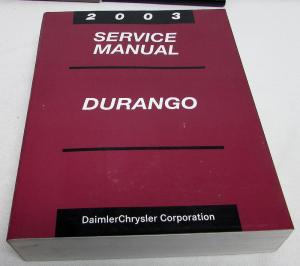 2003
SERVICE
MANUAL
DURANGO
DaimlerChrysler Corporation